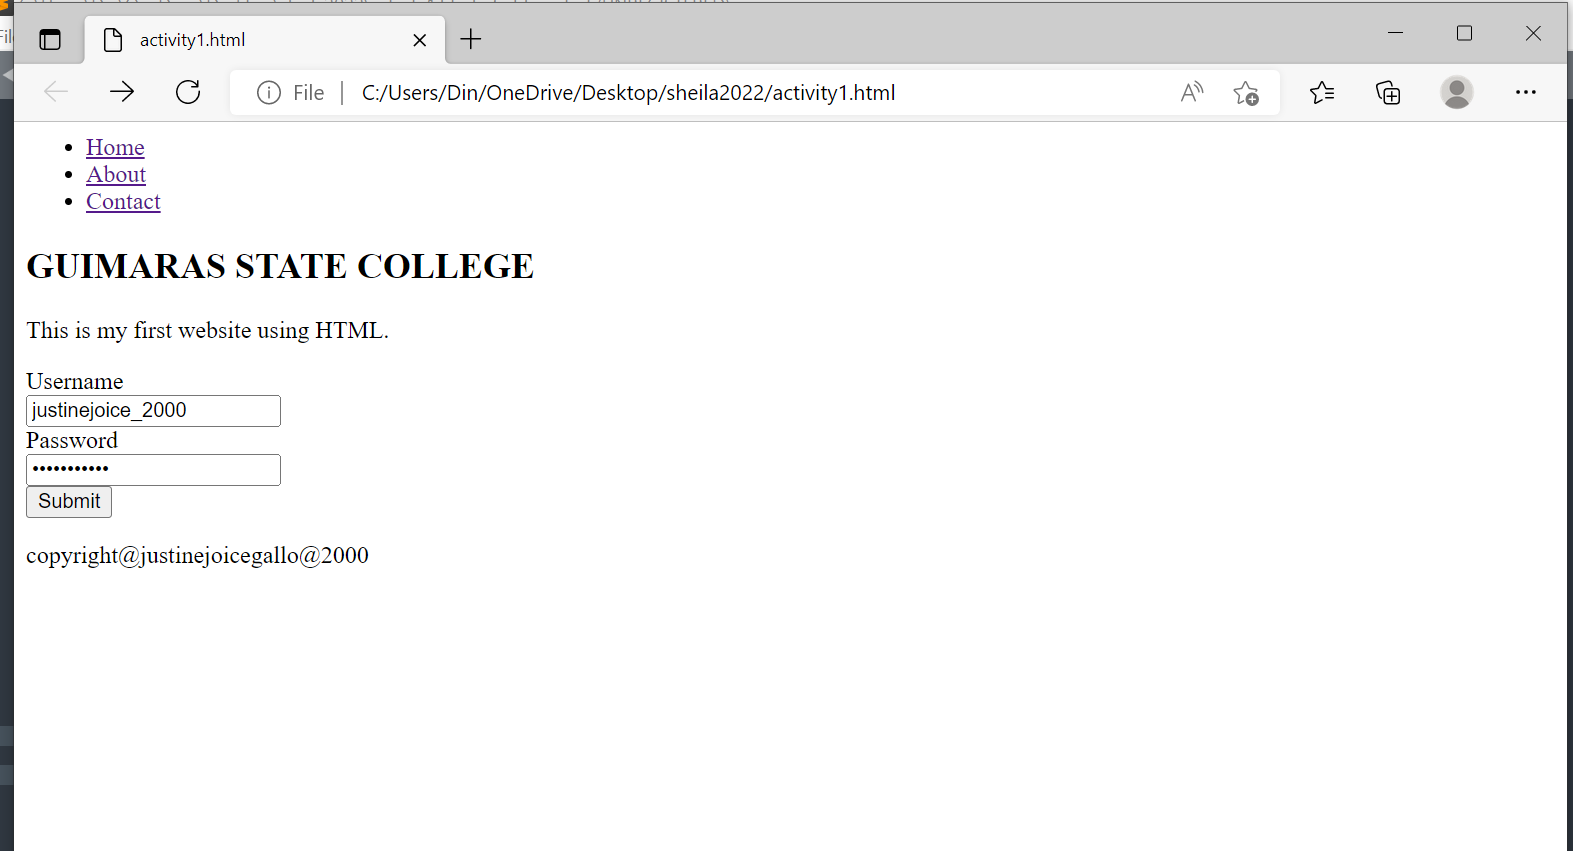 activity1.html
File C:/Users/Din/OneDrive/Desktop/sheila2022/activity1.html
Home
About
Contact
GUIMARAS STATE COLLEGE
This is my first website using HTML.
Username
justinejoice_2000
Password
•••••••••••
Submit
copyright@justinejoicegallo@2000